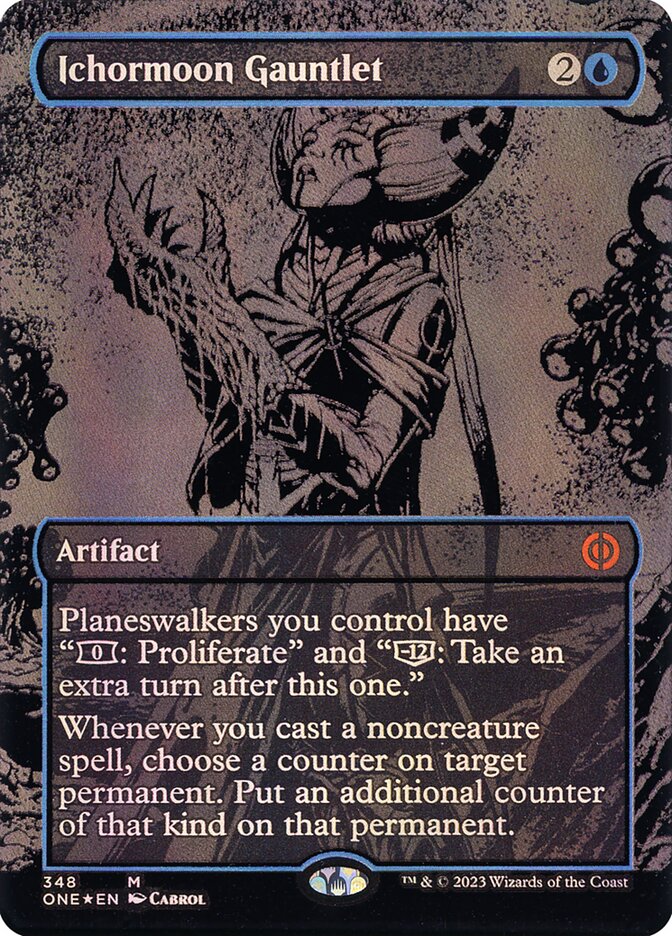 Ichormoon Gauntlet 2
Artifact
Planeswalkers you control have
“0: Proliferate” and “-12: Take an
extra turn after this one.”
Whenever you cast a noncreature
spell, choose a counter on target
permanent. Put an additional counter
of that kind on that permanent.
348 M
ONE★EN CABROL
™ & © 2023 Wizards of the Coast